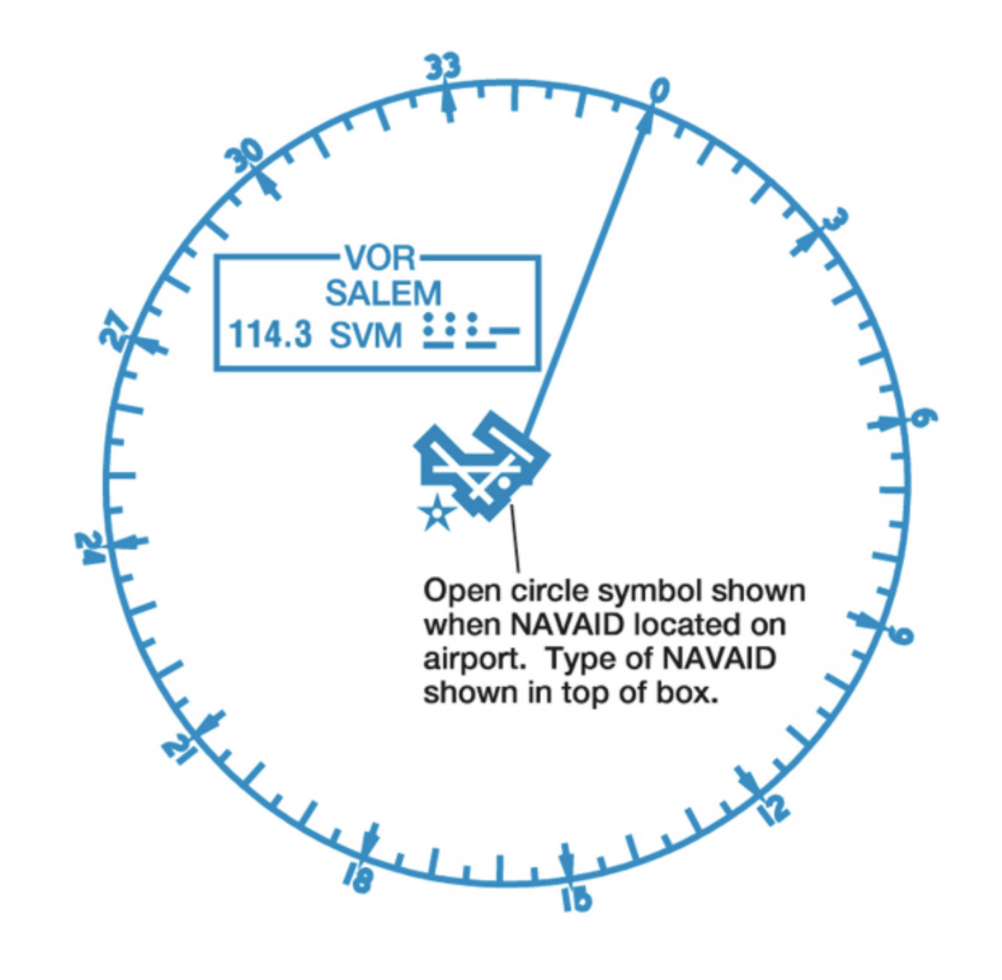 33
0
30
3
VOR
SALEM
27
114.3 SVM
6
24
Open circle symbol shown
when NAVAID located on
airport. Type of NAVAID
shown in top of box.
9
21
12
18
15